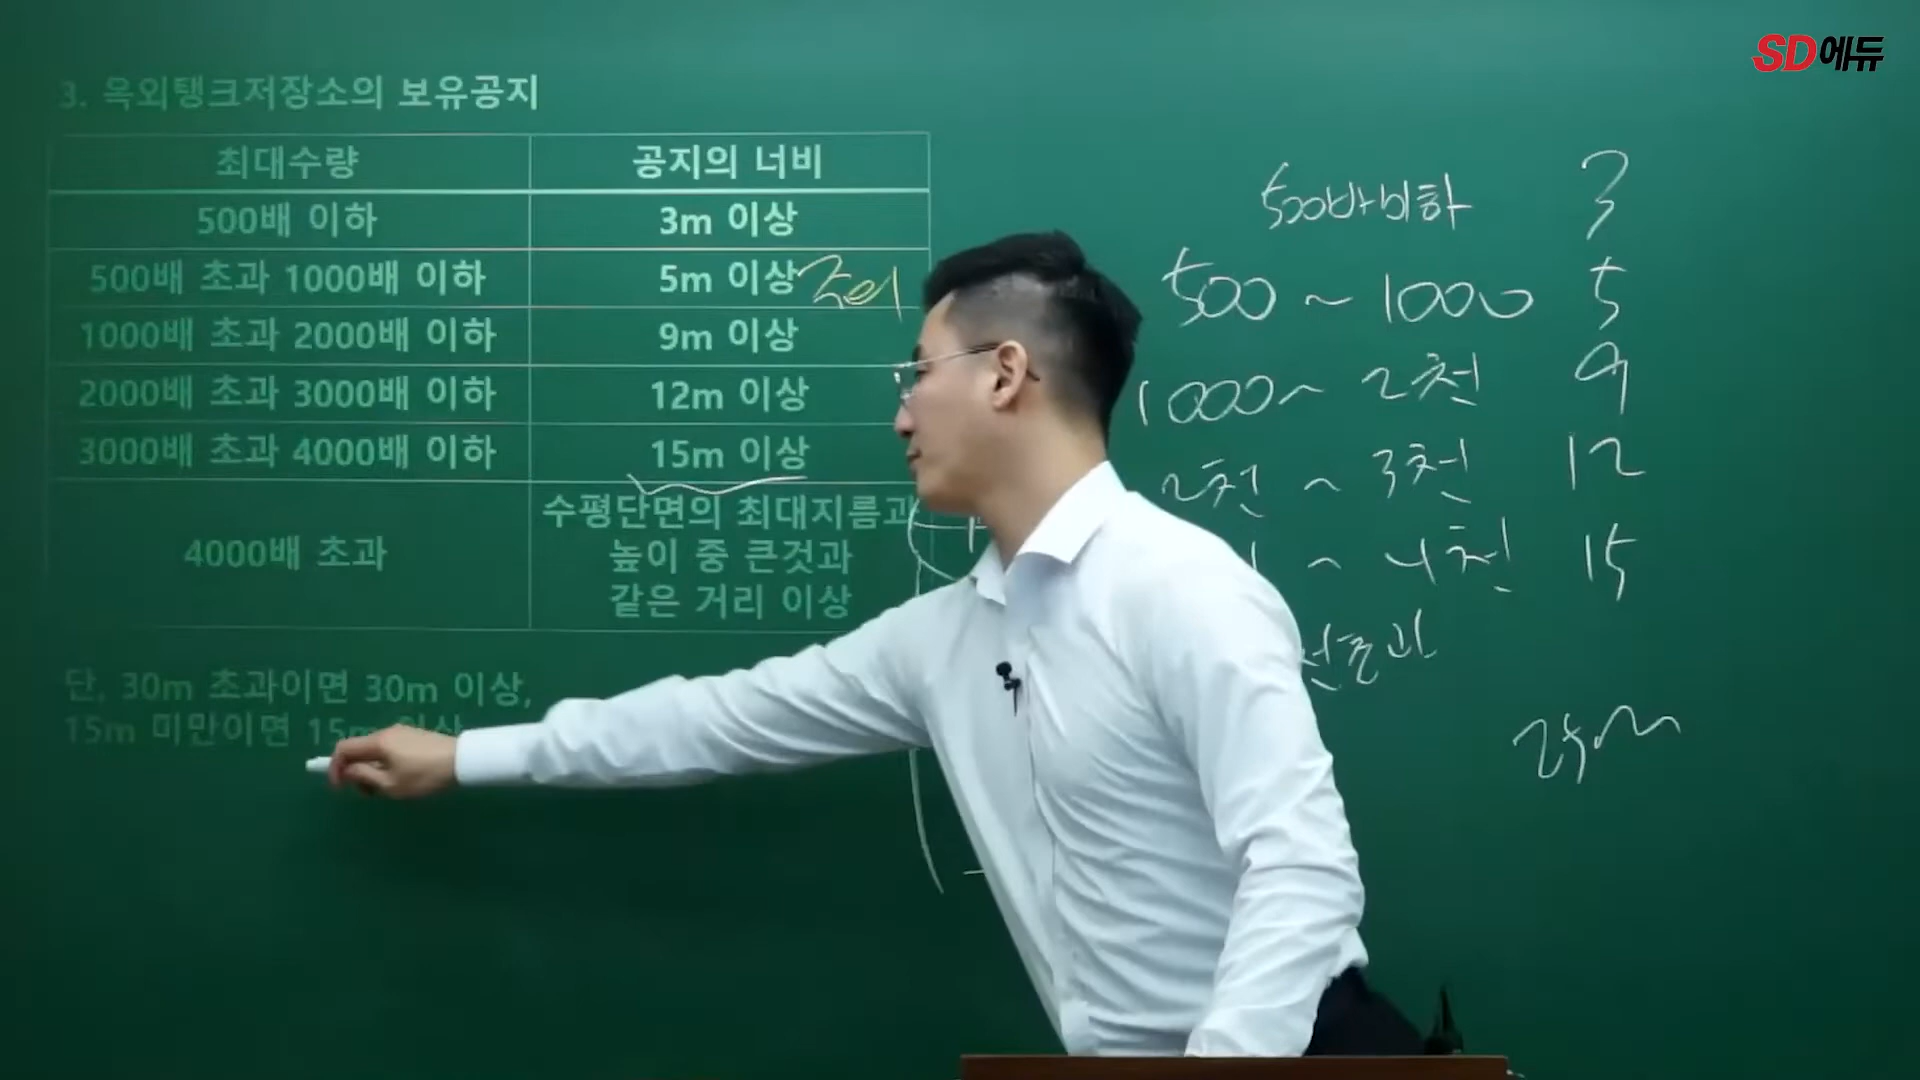 SD에듀
3. 옥외탱크저장소의 보유공지
최대수량 공지의 너비
500배 이하 3m 이상
500배 초과 1000배 이하 5m 이상 주의
1000배 초과 2000배 이하 9m 이상
2000배 초과 3000배 이하 12m 이상
3000배 초과 4000배 이하 15m 이상
4000배 초과 수평단면의 최대지름과
높이 중 큰것과
같은 거리 이상
단, 30m 초과이면 30m 이상,
15m 미만이면 15m 이상
500배이하 3
500 ~ 1000 5
1000 ~ 2천 9
2천 ~ 3천 12
~ 4천 15
천초과